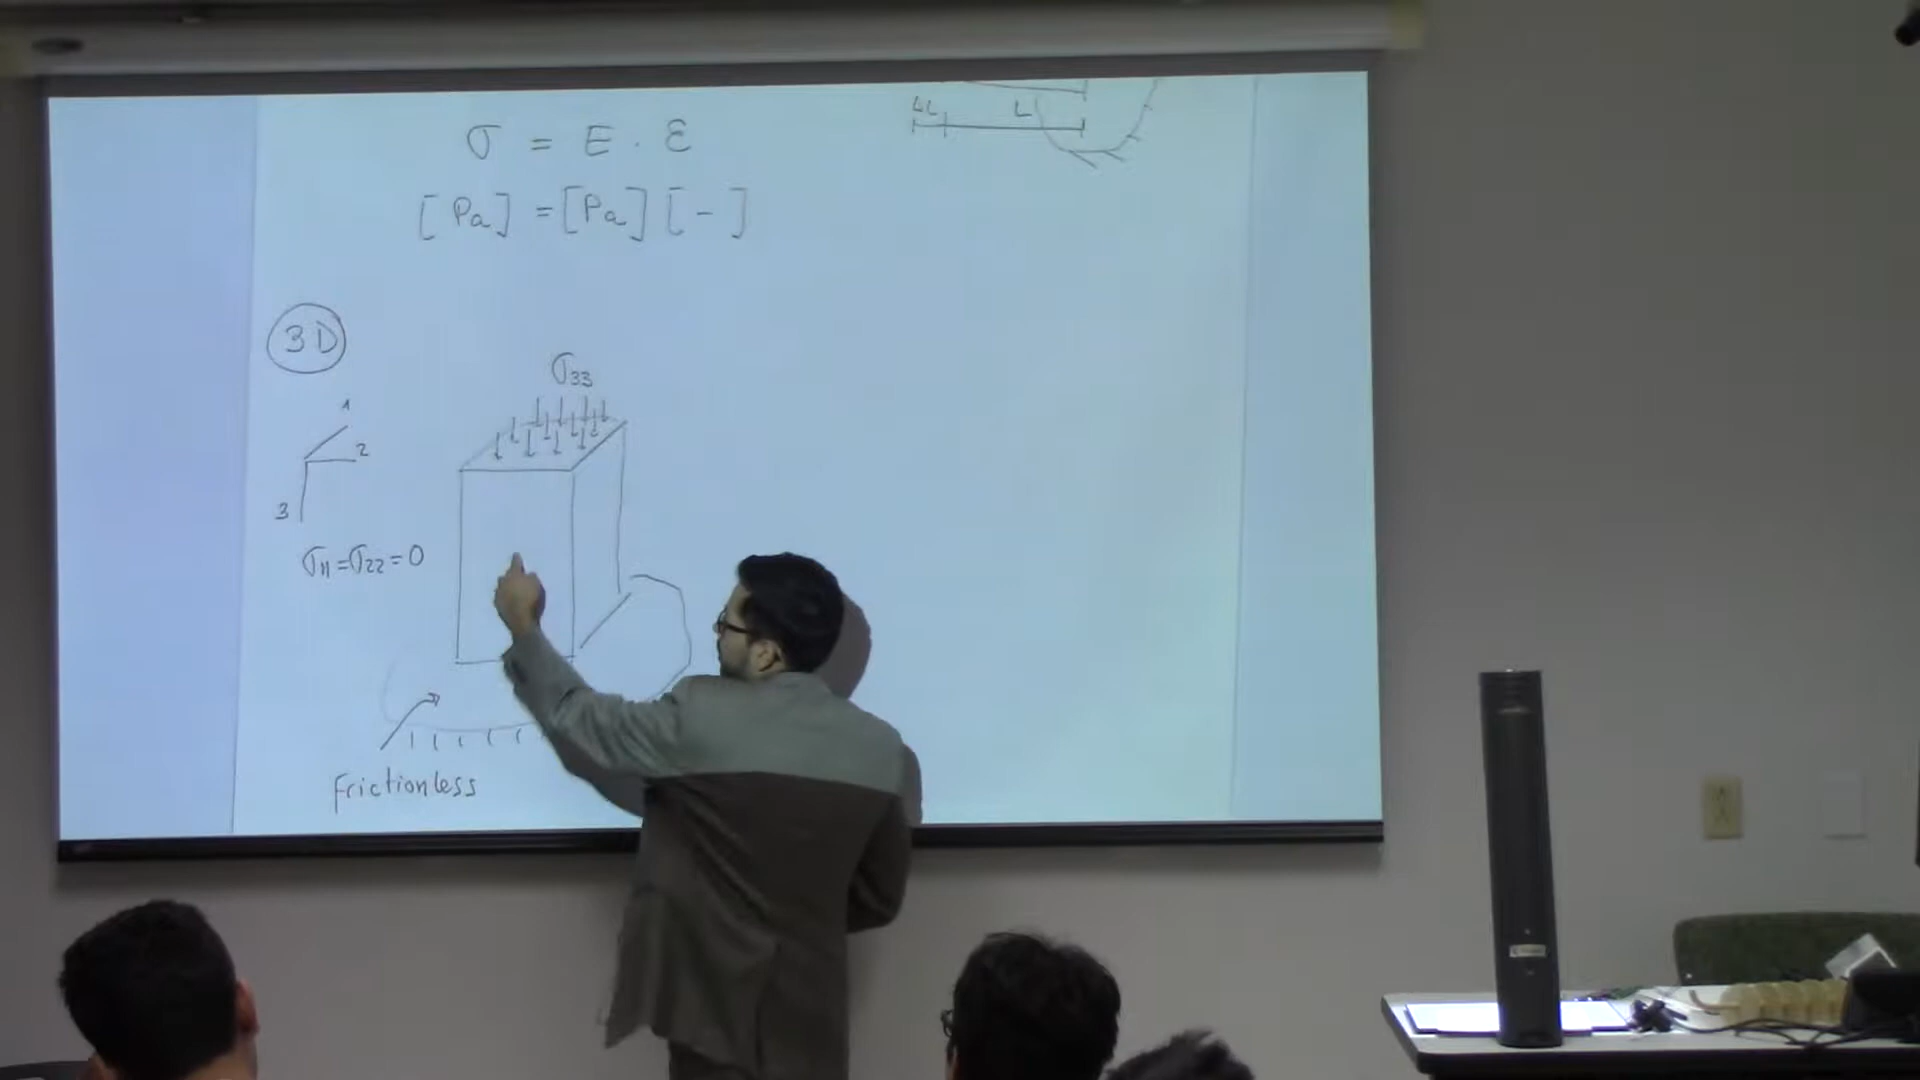 σ = E · ε
[Pa] = [Pa] [-]
ΔL L
3D
σ33
1
2
3
σ11 = σ22 = 0
Frictionless